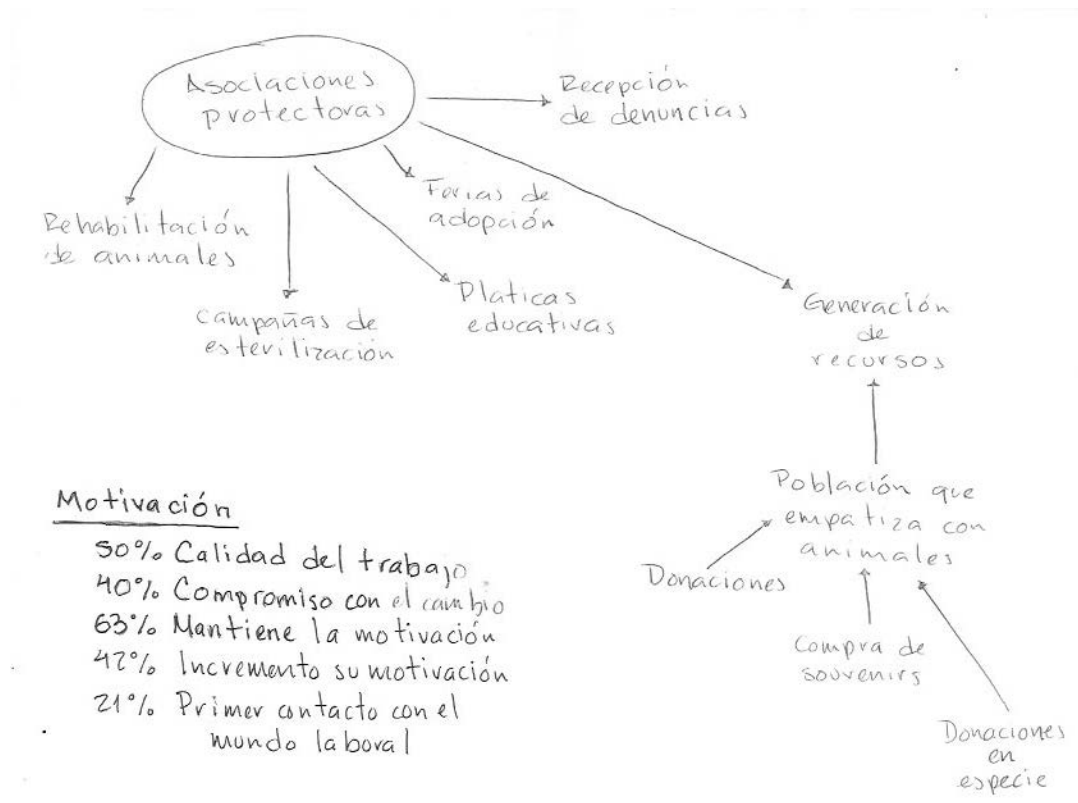 Asociaciones
protectoras
Recepción
de denuncias
Ferias de
adopción
Rehabilitación
de animales
Platicas
educativas
campañas de
esterilización
Generación
de
recursos
Población que
empatiza con
animales
Donaciones
Compra de
souvenirs
Donaciones
en
especie
Motivación
50% Calidad del trabajo
40% Compromiso con el cambio
63% Mantiene la motivación
47% Incremento su motivación
21% Primer contacto con el
mundo laboral